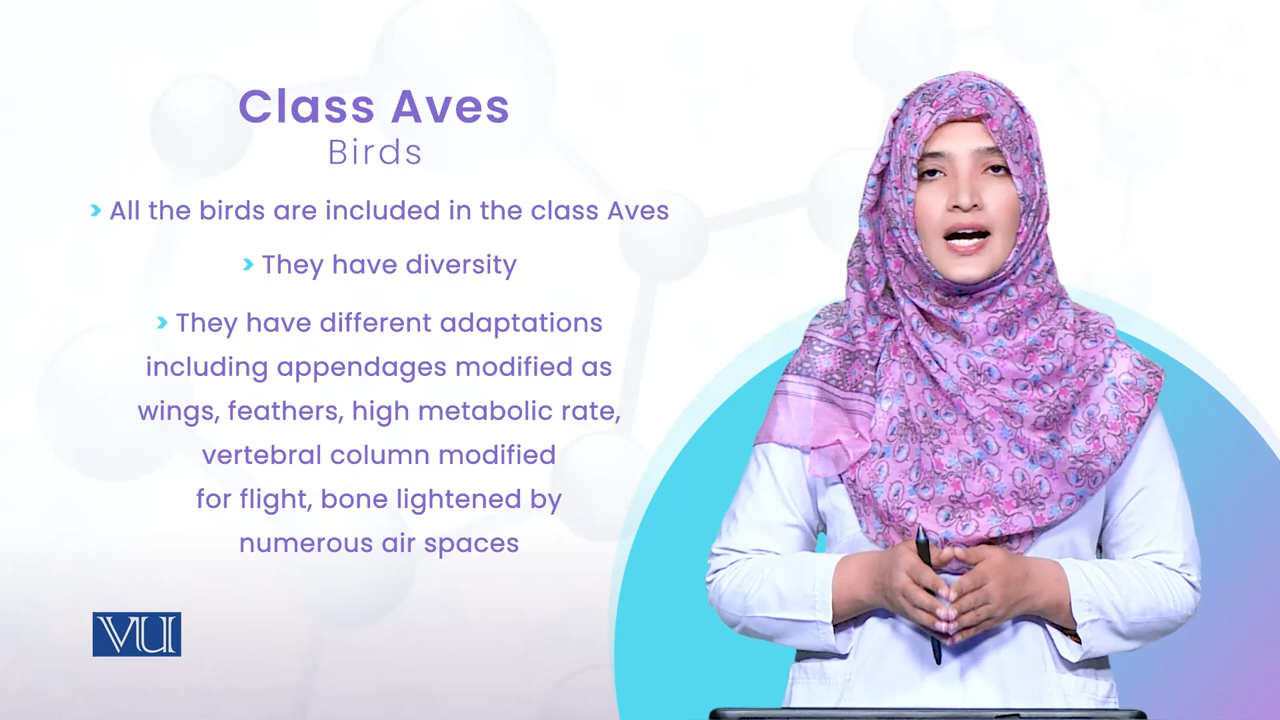 Class Aves
Birds
› All the birds are included in the class Aves
› They have diversity
› They have different adaptations
including appendages modified as
wings, feathers, high metabolic rate,
vertebral column modified
for flight, bone lightened by
numerous air spaces
VU